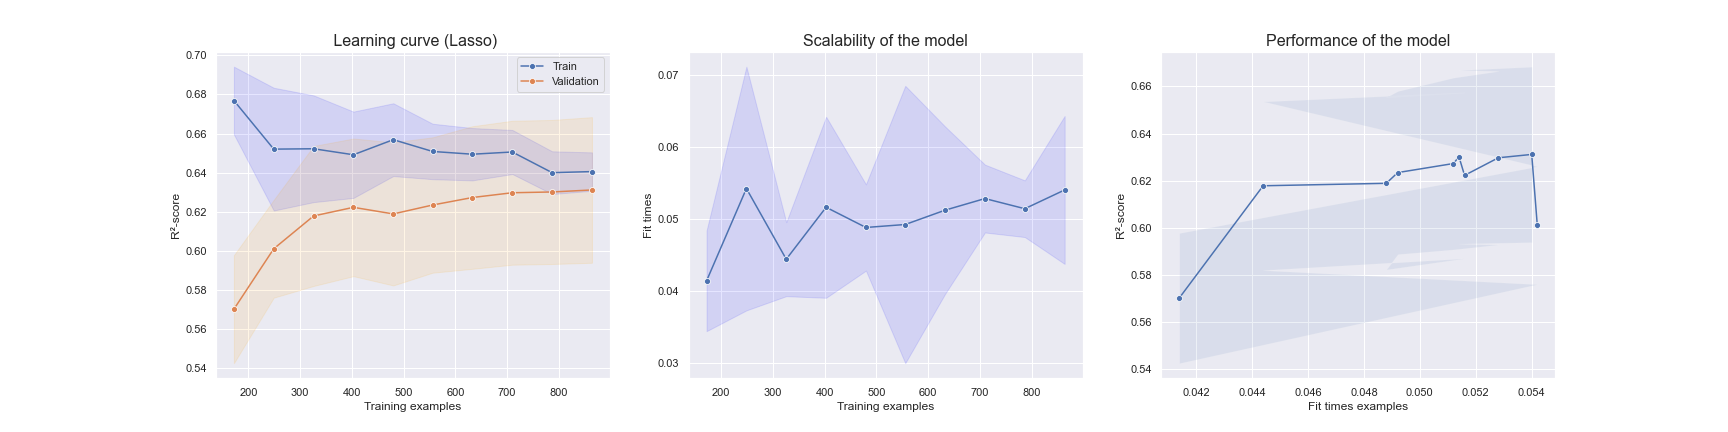 Learning curve (Lasso)
0.70
0.68
0.66
0.64
0.62
0.60
0.58
0.56
0.54
R²-score
Train
Validation
200 300 400 500 600 700 800
Training examples
Scalability of the model
0.07
0.06
0.05
0.04
0.03
Fit times
200 300 400 500 600 700 800
Training examples
Performance of the model
0.66
0.64
0.62
0.60
0.58
0.56
0.54
R²-score
0.042 0.044 0.046 0.048 0.050 0.052 0.054
Fit times examples